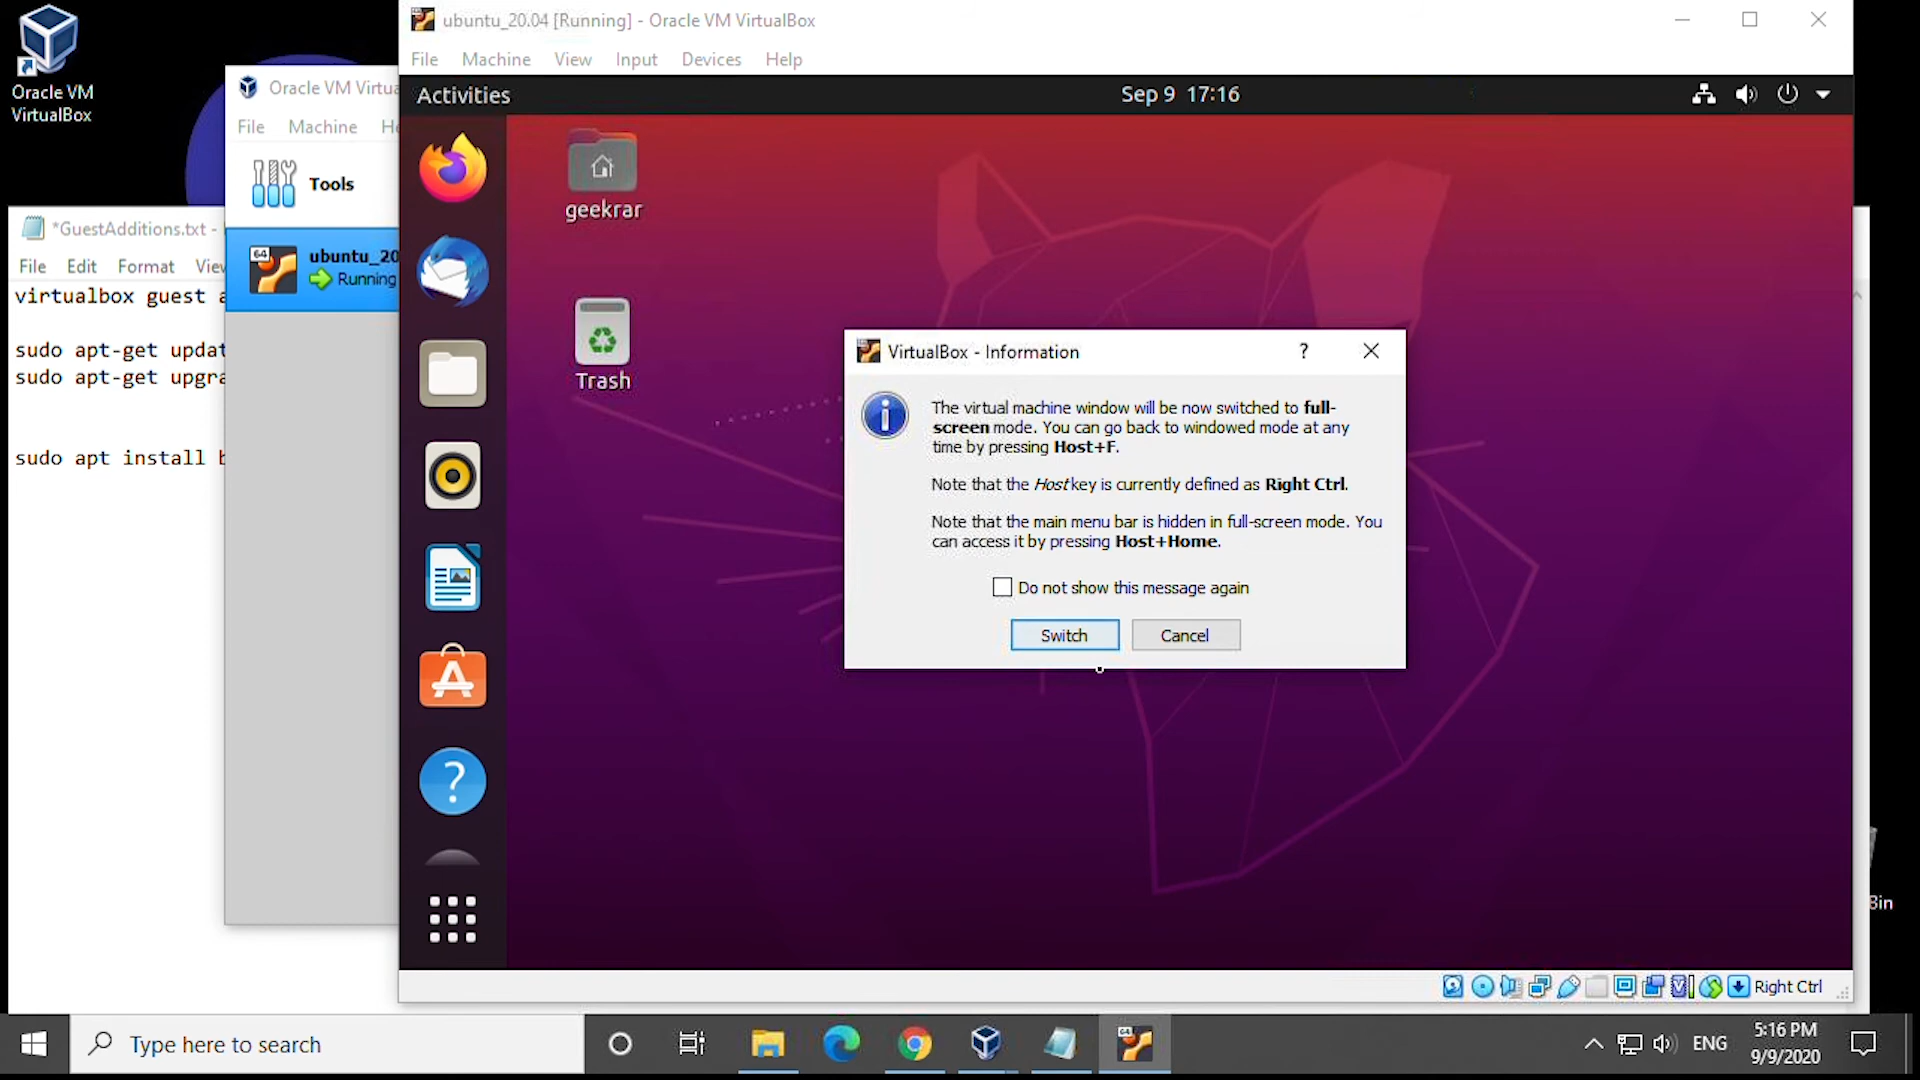 Oracle VM
VirtualBox
ubuntu_20.04 [Running] - Oracle VM VirtualBox
File Machine View Input Devices Help
Oracle VM Virtua
File Machine He
Tools
ubuntu_20
Running
*GuestAdditions.txt -
File Edit Format View
virtualbox guest a
sudo apt-get updat
sudo apt-get upgra
sudo apt install b
Activities
Sep 9 17:16
geekrar
Trash
VirtualBox - Information
?
The virtual machine window will be now switched to full-
screen mode. You can go back to windowed mode at any
time by pressing Host+F.
Note that the Host key is currently defined as Right Ctrl.
Note that the main menu bar is hidden in full-screen mode. You
can access it by pressing Host+Home.
Do not show this message again
Switch Cancel
Right Ctrl
Bin
Type here to search
ENG
5:16 PM
9/9/2020